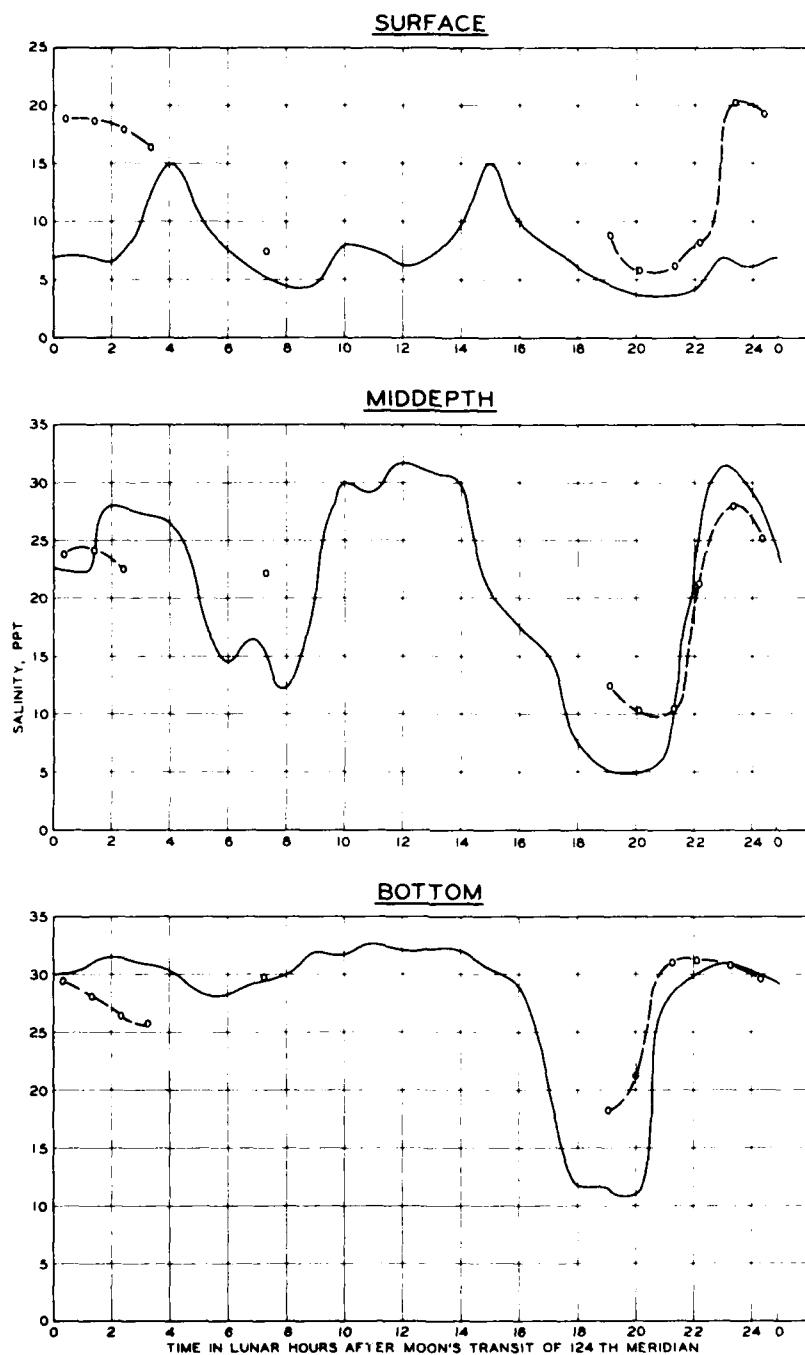 SURFACE
25
20
15
10
5
0
0 2 4 6 8 10 12 14 16 18 20 22 24 0
MIDDEPTH
35
30
25
20
15
10
5
0
SALINITY, PPT
0 2 4 6 8 10 12 14 16 18 20 22 24 0
BOTTOM
35
30
25
20
15
10
5
0
0 2 4 6 8 10 12 14 16 18 20 22 24 0
TIME IN LUNAR HOURS AFTER MOON'S TRANSIT OF 124 TH MERIDIAN